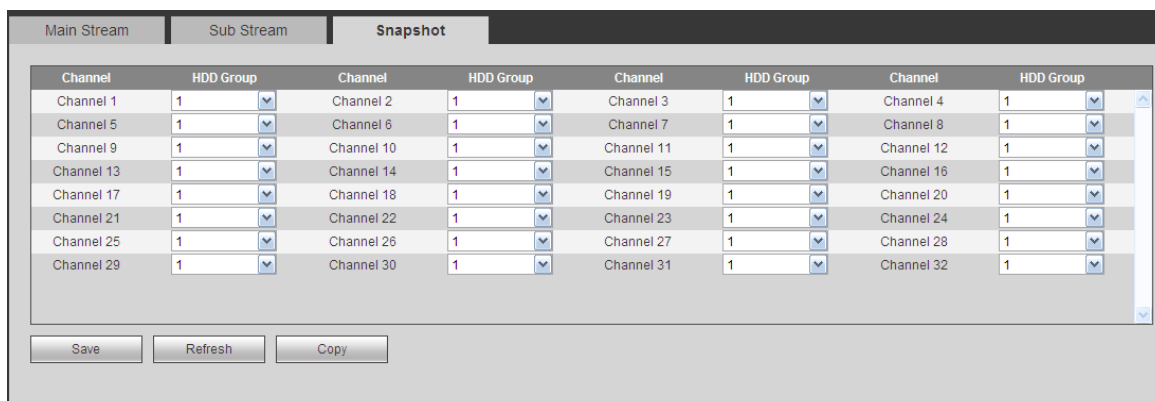 Main Stream Sub Stream Snapshot
Channel HDD Group Channel HDD Group Channel HDD Group Channel HDD Group
Channel 1 1 Channel 2 1 Channel 3 1 Channel 4 1
Channel 5 1 Channel 6 1 Channel 7 1 Channel 8 1
Channel 9 1 Channel 10 1 Channel 11 1 Channel 12 1
Channel 13 1 Channel 14 1 Channel 15 1 Channel 16 1
Channel 17 1 Channel 18 1 Channel 19 1 Channel 20 1
Channel 21 1 Channel 22 1 Channel 23 1 Channel 24 1
Channel 25 1 Channel 26 1 Channel 27 1 Channel 28 1
Channel 29 1 Channel 30 1 Channel 31 1 Channel 32 1
Save Refresh Copy